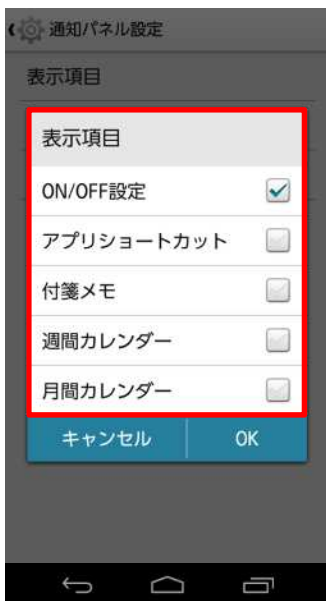 通知パネル設定
表示項目
表示項目
ON/OFF設定
アプリショートカット
付箋メモ
週間カレンダー
月間カレンダー
キャンセル OK